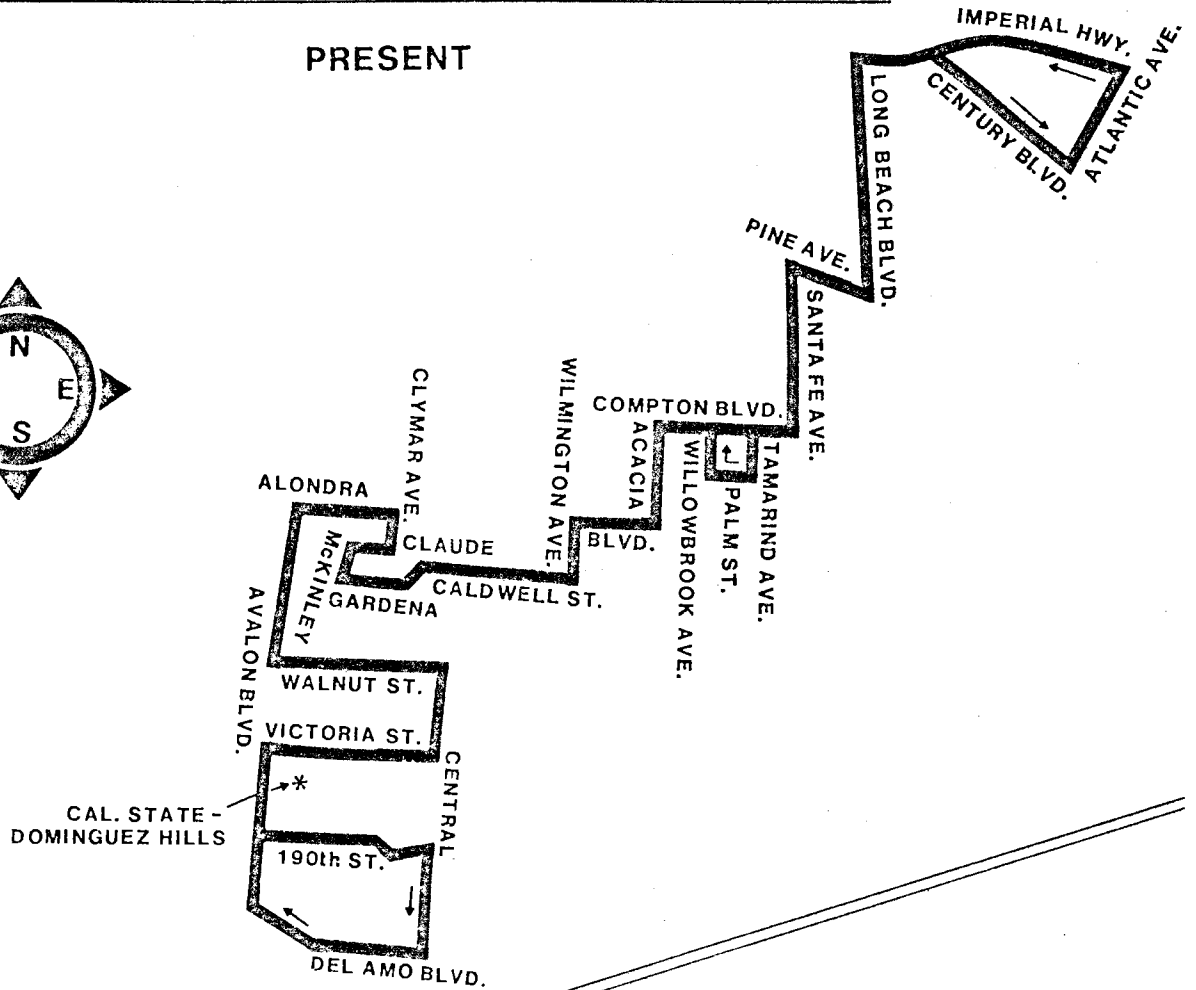 PRESENT
IMPERIAL HWY.
ATLANTIC AVE.
CENTURY BLVD.
LONG BEACH BLVD.
PINE AVE.
SANTA FE AVE.
N
E
S
CLYMAR AVE.
WILMINGTON AVE.
COMPTON BLVD.
ACACIA
WILLOWBROOK AVE.
PALM ST.
TAMARIND AVE.
BLVD.
ALONDRA
McKINLEY
CLAUDE
CALDWELL ST.
GARDENA
AVALON BLVD.
WALNUT ST.
VICTORIA ST.
CENTRAL
*
CAL. STATE -
DOMINGUEZ HILLS
190th ST.
DEL AMO BLVD.